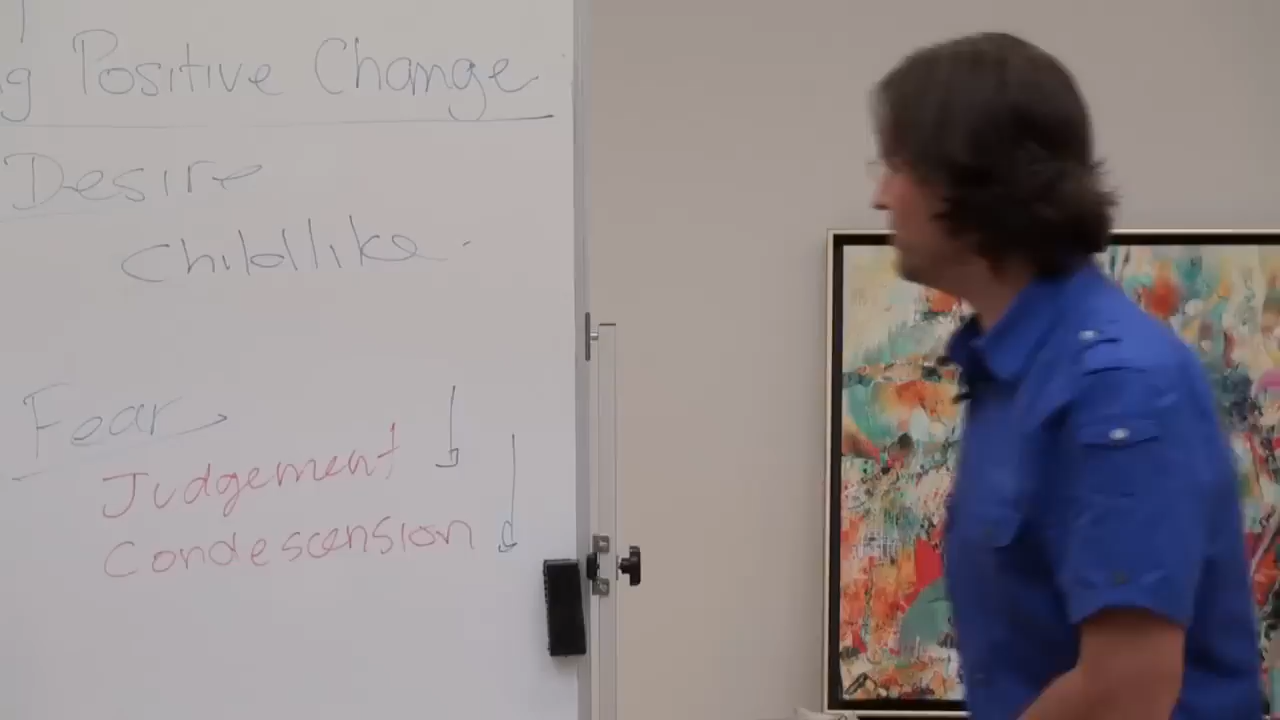 g Positive Change
Desire
Childlike
Fear
Judgement
Condescension